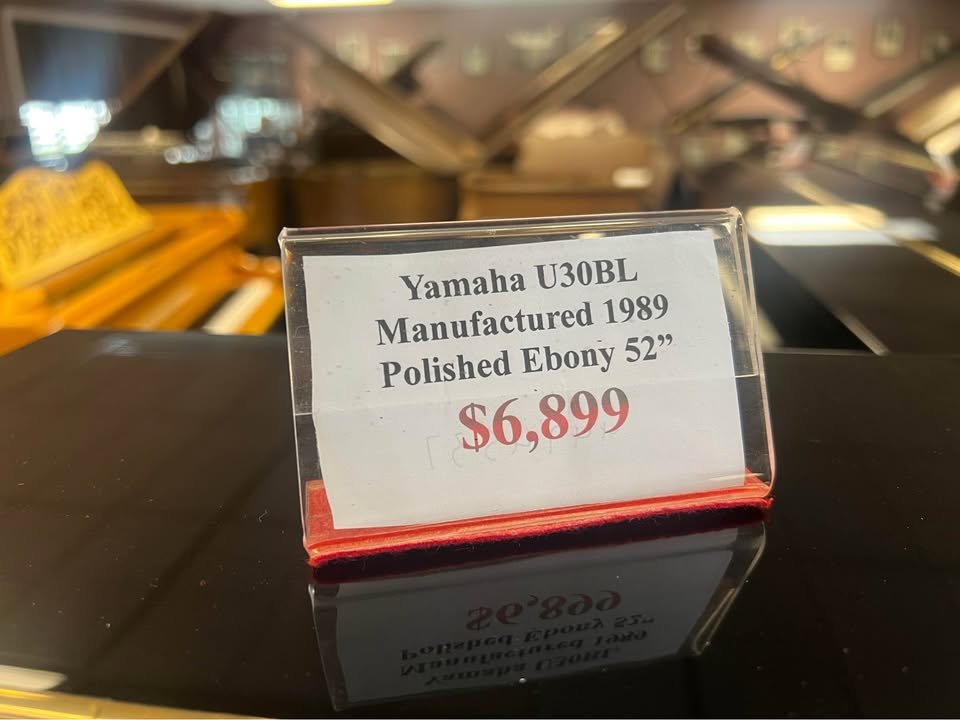 Yamaha U30BL
Manufactured 1989
Polished Ebony 52”
$6,899